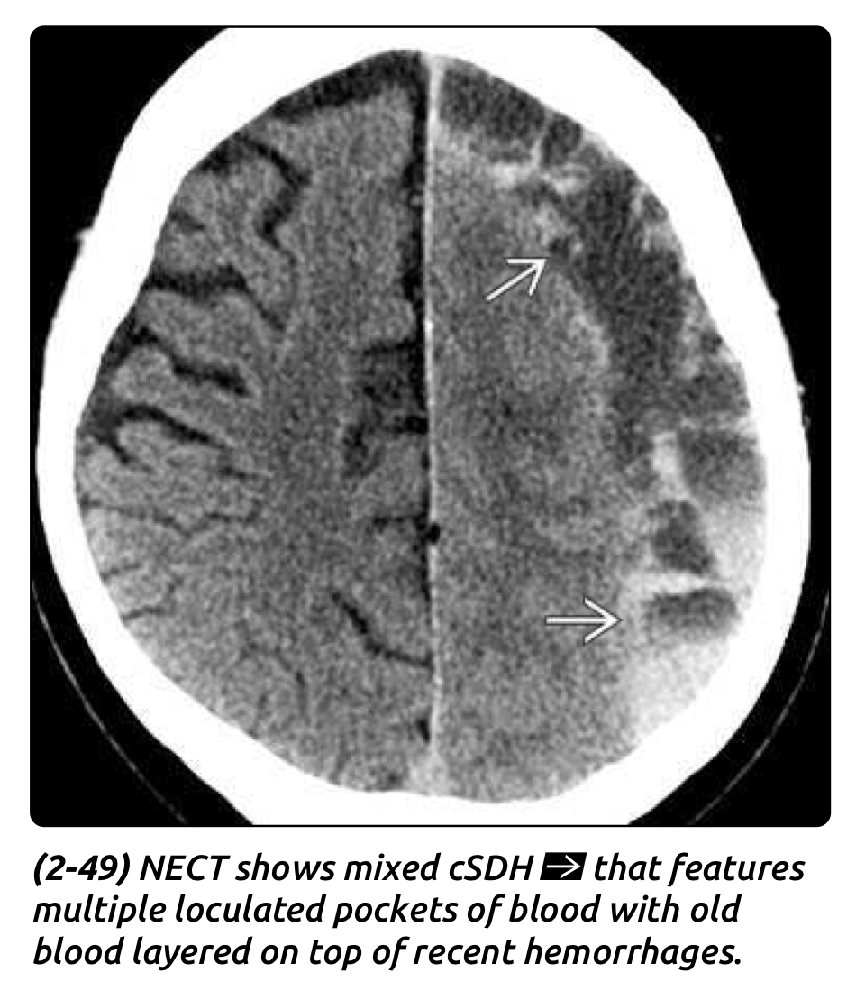 (2-49) NECT shows mixed cSDH ➡ that features
multiple loculated pockets of blood with old
blood layered on top of recent hemorrhages.